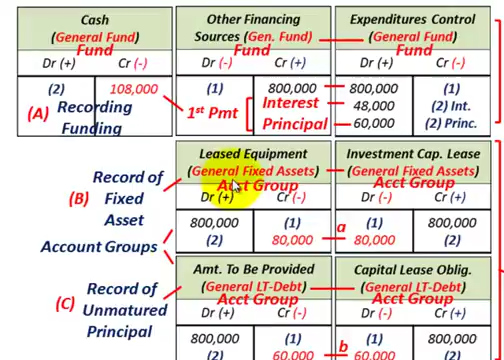 Cash
(General Fund)
Fund
Dr (+) Cr (-)
(2) 108,000
Other Financing
Sources (Gen. Fund)
Fund
Dr (-) Cr (+)
(1) 800,000
Expenditures Control
(General Fund)
Fund
Dr (+) Cr (-)
800,000 (1)
48,000 (2) Int.
60,000 (2) Princ.
(A) Recording
Funding
1st Pmt
Interest
Principal
(B) Record of
Fixed
Asset
Leased Equipment
(General Fixed Assets)
Acct Group
Dr (+) Cr (-)
800,000 (1)
(2) 80,000
a
Investment Cap. Lease
(General Fixed Assets)
Acct Group
Dr (-) Cr (+)
(1) 800,000
80,000 (2)
Account Groups
(C) Record of
Unmatured
Principal
Amt. To be Provided
(General LT-Debt)
Acct Group
Dr (+) Cr (-)
800,000 (1)
(2) 60,000
b
Capital Lease Oblig.
(General LT-Debt)
Acct Group
Dr (-) Cr (+)
(1) 800,000
60,000 (2)